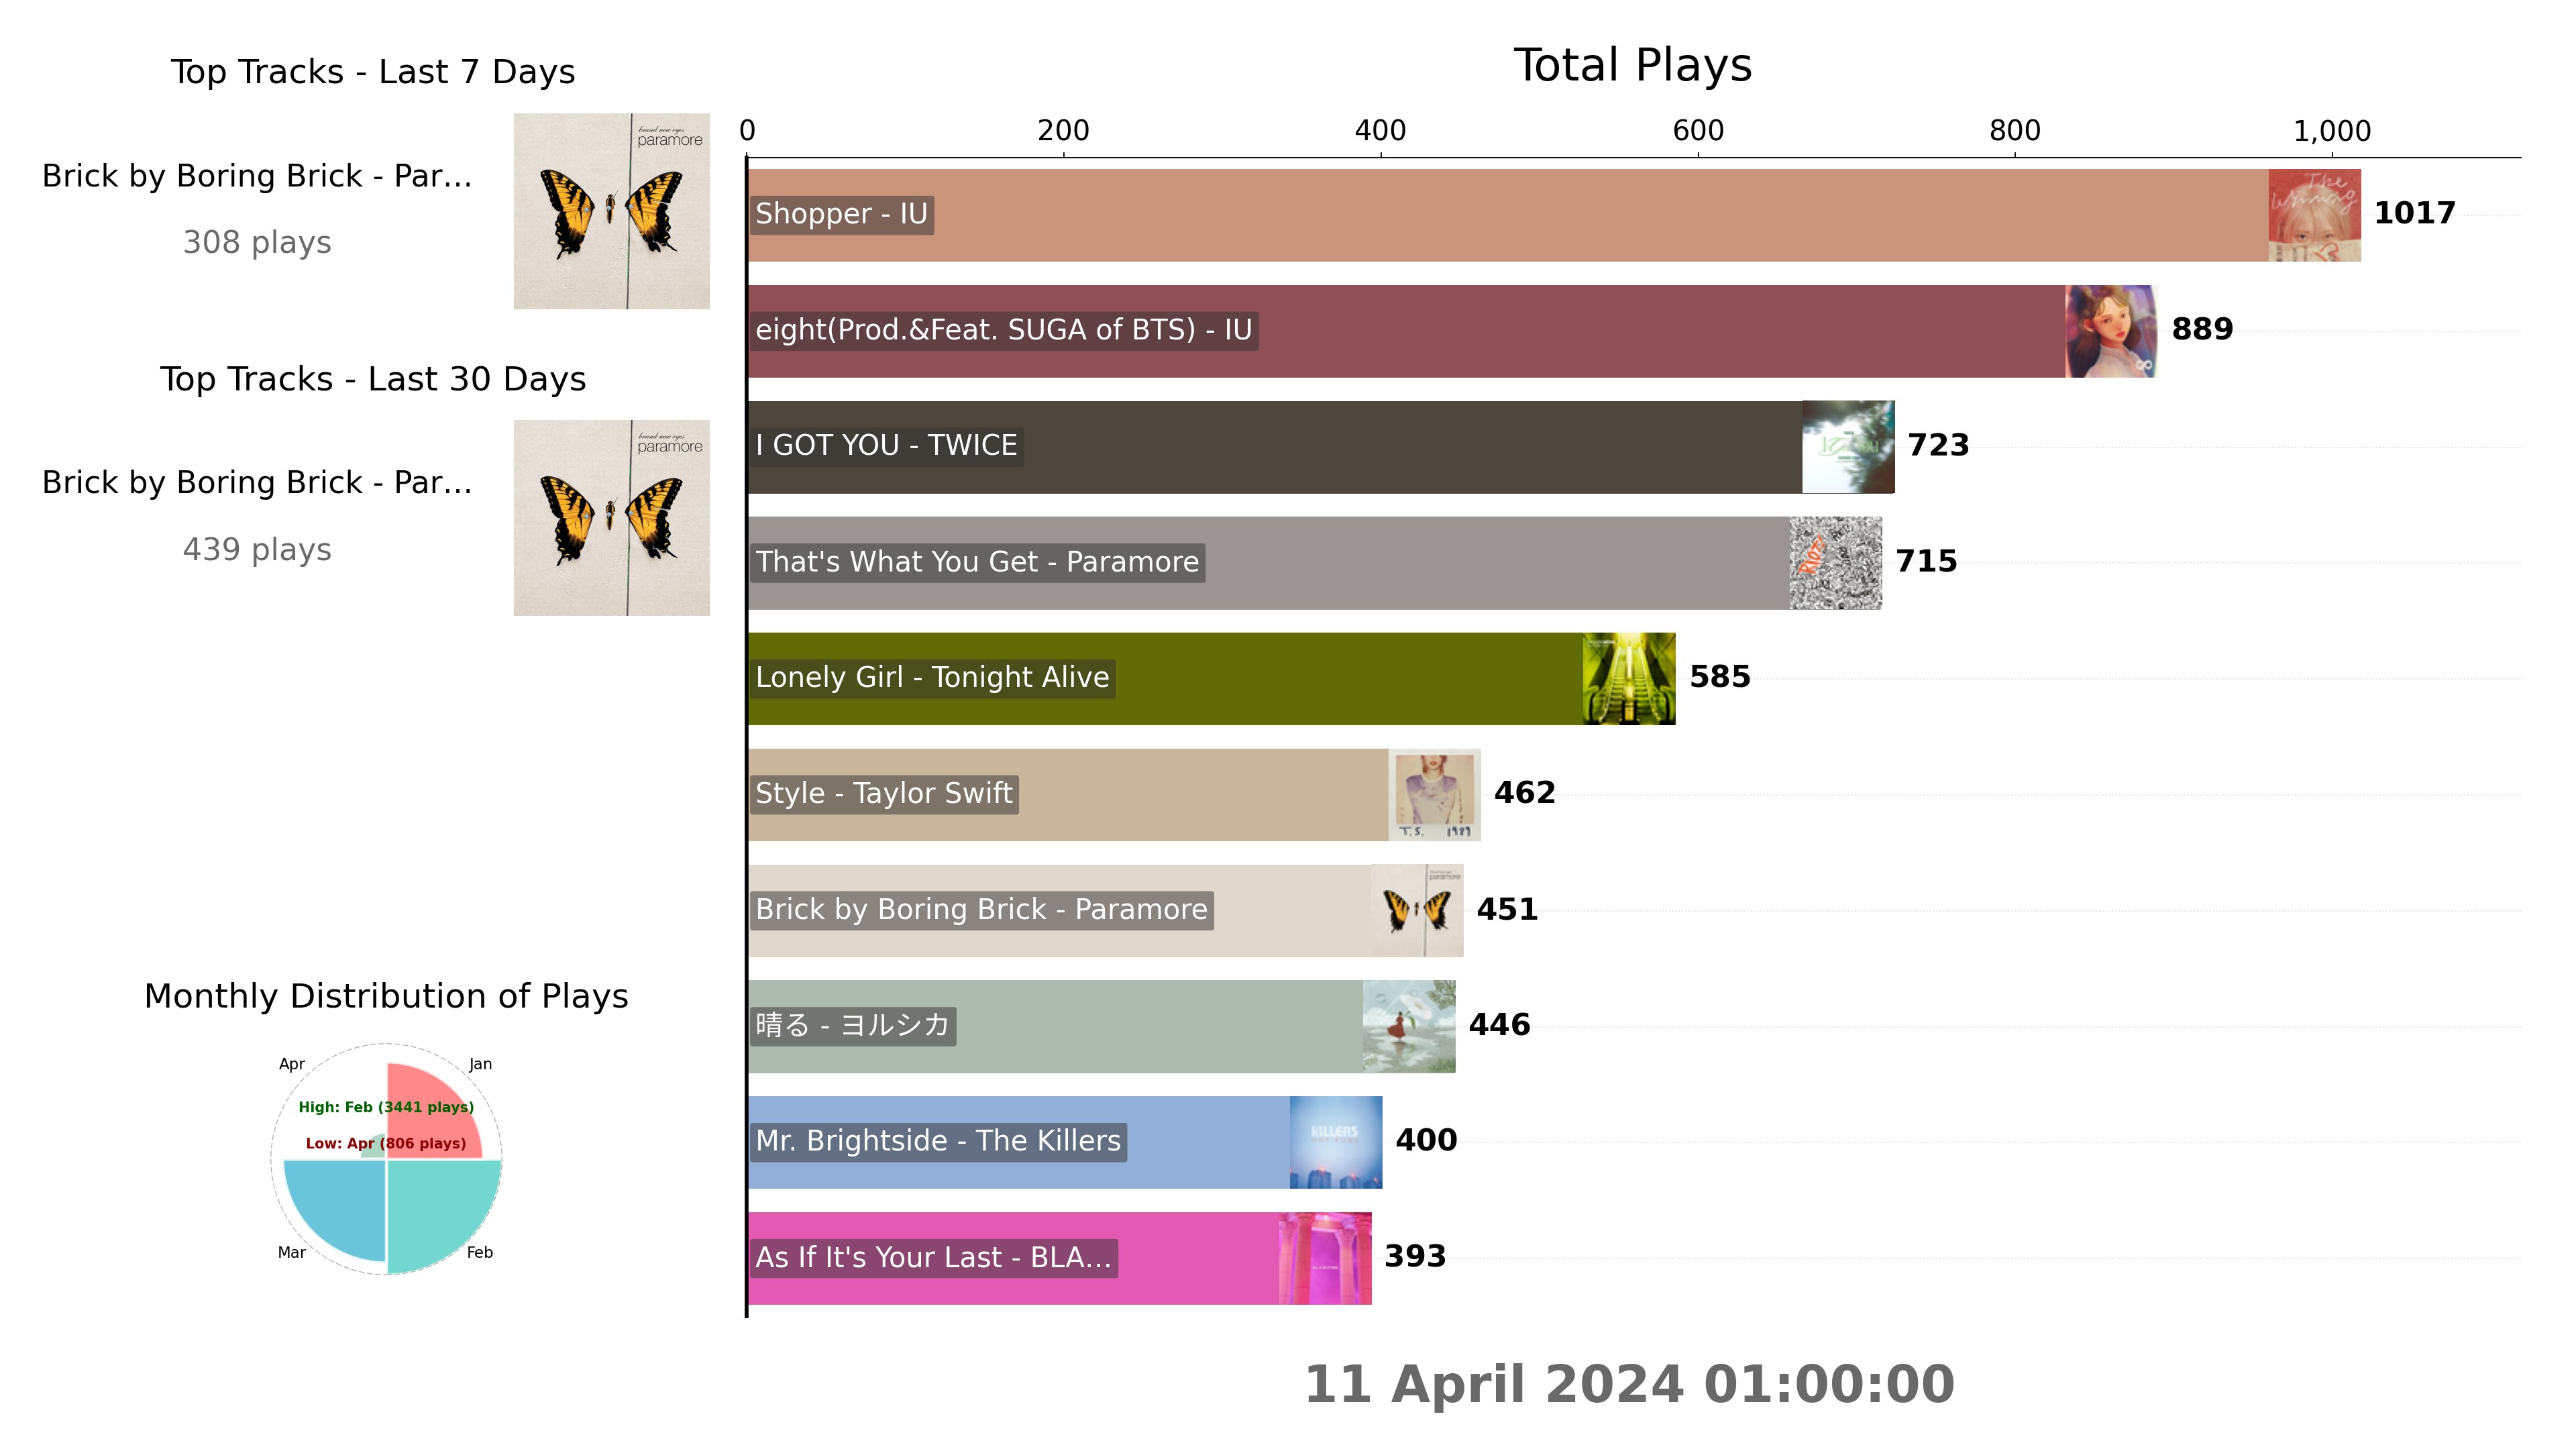 Top Tracks - Last 7 Days
Brick by Boring Brick - Par...
308 plays
brand new eyes
paramore
Top Tracks - Last 30 Days
Brick by Boring Brick - Par...
439 plays
brand new eyes
paramore
Monthly Distribution of Plays
Apr
Jan
High: Feb (3441 plays)
Low: Apr (806 plays)
Mar
Feb
Total Plays
0 200 400 600 800 1,000
Shopper - IU 1017
The Winning
eight(Prod.&Feat. SUGA of BTS) - IU 889
I GOT YOU - TWICE 723
That's What You Get - Paramore 715
RIOT!
Lonely Girl - Tonight Alive 585
Style - Taylor Swift 462
T.S. 1989
Brick by Boring Brick - Paramore 451
paramore
晴る - ヨルシカ 446
Mr. Brightside - The Killers 400
KILLERS
As If It's Your Last - BLA... 393
11 April 2024 01:00:00